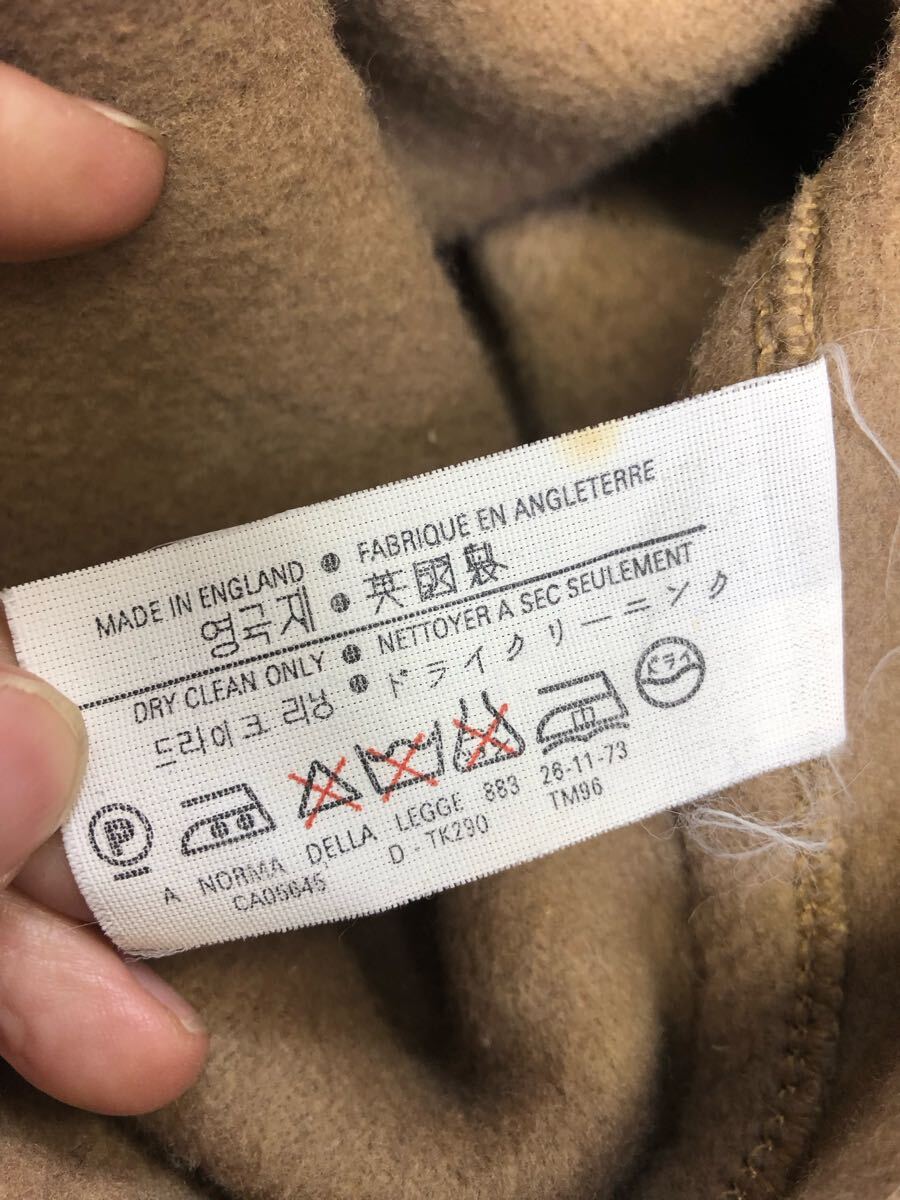 MADE IN ENGLAND ● FABRIQUÉ EN ANGLETERRE
영국제 ● 英國製
DRY CLEAN ONLY ● NETTOYER A SEC SEULEMENT
드라이크 리닝 ● ドライクリーニング
P ドライ
A NORMA DELLA LEGGE 883 26-11-73
CA05645 D - TK290 TM96